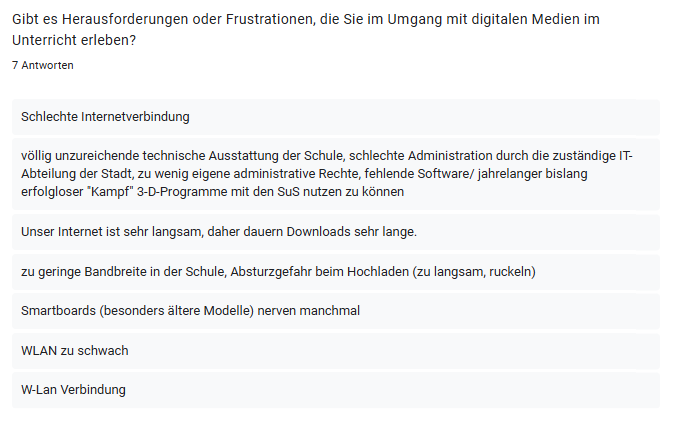 Gibt es Herausforderungen oder Frustrationen, die Sie im Umgang mit digitalen Medien im
Unterricht erleben?
7 Antworten
Schlechte Internetverbindung
völlig unzureichende technische Ausstattung der Schule, schlechte Administration durch die zuständige IT-
Abteilung der Stadt, zu wenig eigene administrative Rechte, fehlende Software/ jahrelanger bislang
erfolgloser "Kampf" 3-D-Programme mit den SuS nutzen zu können
Unser Internet ist sehr langsam, daher dauern Downloads sehr lange.
zu geringe Bandbreite in der Schule, Absturzgefahr beim Hochladen (zu langsam, ruckeln)
Smartboards (besonders ältere Modelle) nerven manchmal
WLAN zu schwach
W-Lan Verbindung